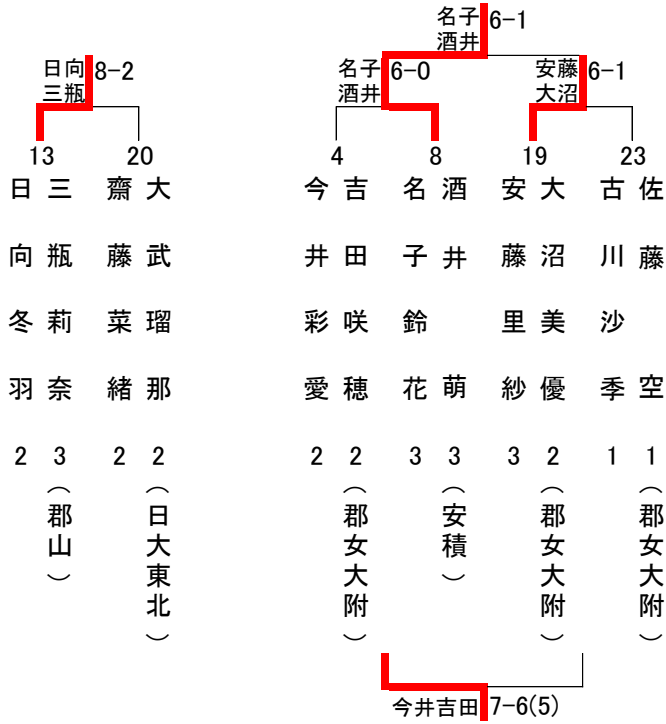 名子
酒井
6-1
日向
三瓶
8-2
名子
酒井
6-0
安藤
大沼
6-1
13
20
4
8
19
23
日向冬羽 2
三瓶莉奈 3（郡山）
齋藤菜緒 2
大武瑠那 2（日大東北）
今井彩愛 2
吉田咲穂 2（郡女大附）
名子鈴花 3
酒井萌 3（安積）
安藤里紗 3
大沼美優 2（郡女大附）
古川沙季 1
佐藤空 1（郡女大附）
今井吉田
7-6(5)